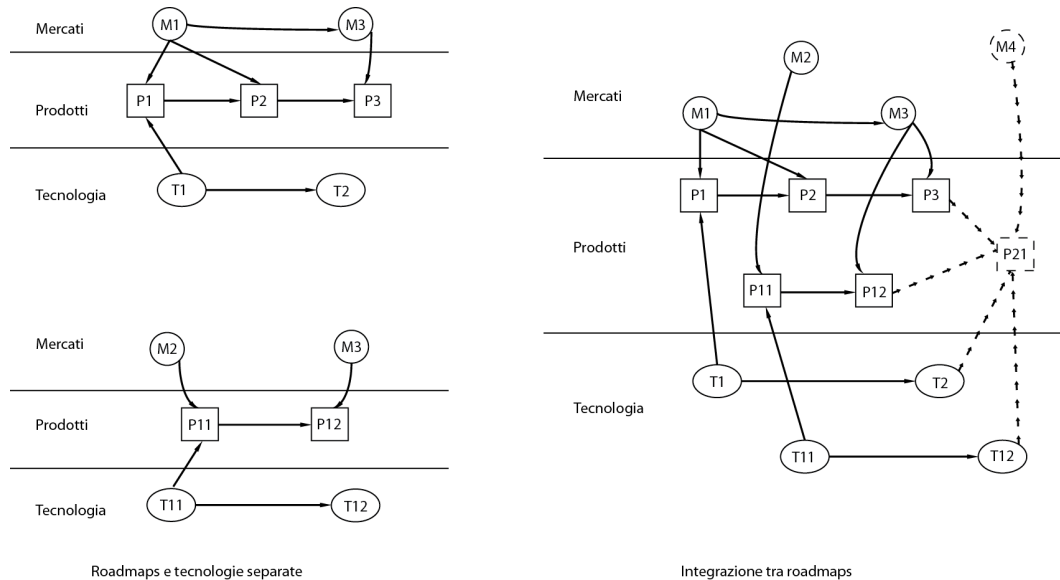 Mercati
M1
M3
Prodotti
P1
P2
P3
Tecnologia
T1
T2
Mercati
M2
M3
Prodotti
P11
P12
Tecnologia
T11
T12
Roadmaps e tecnologie separate
M2
M4
Mercati
M1
M3
P1
P2
P3
Prodotti
P21
P11
P12
T1
T2
Tecnologia
T11
T12
Integrazione tra roadmaps